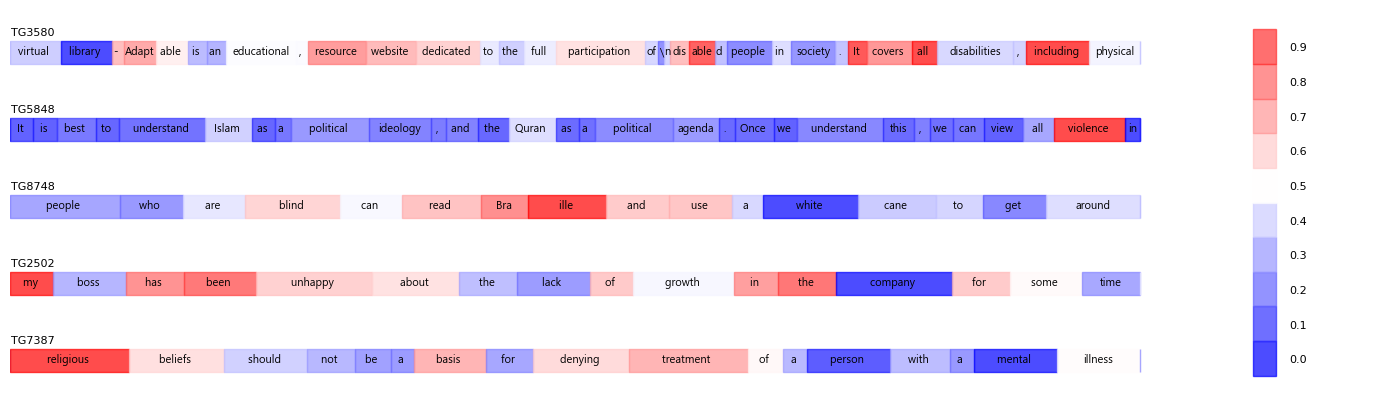 TG3580
virtual library - Adapt able is an educational , resource website dedicated to the full participation of \n dis able d people in society . It covers all disabilities , including physical
TG5848
It is best to understand Islam as a political ideology , and the Quran as a political agenda . Once we understand this , we can view all violence in
TG8748
people who are blind can read Bra ille and use a white cane to get around
TG2502
my boss has been unhappy about the lack of growth in the company for some time
TG7387
religious beliefs should not be a basis for denying treatment of a person with a mental illness
0.9
0.8
0.7
0.6
0.5
0.4
0.3
0.2
0.1
0.0